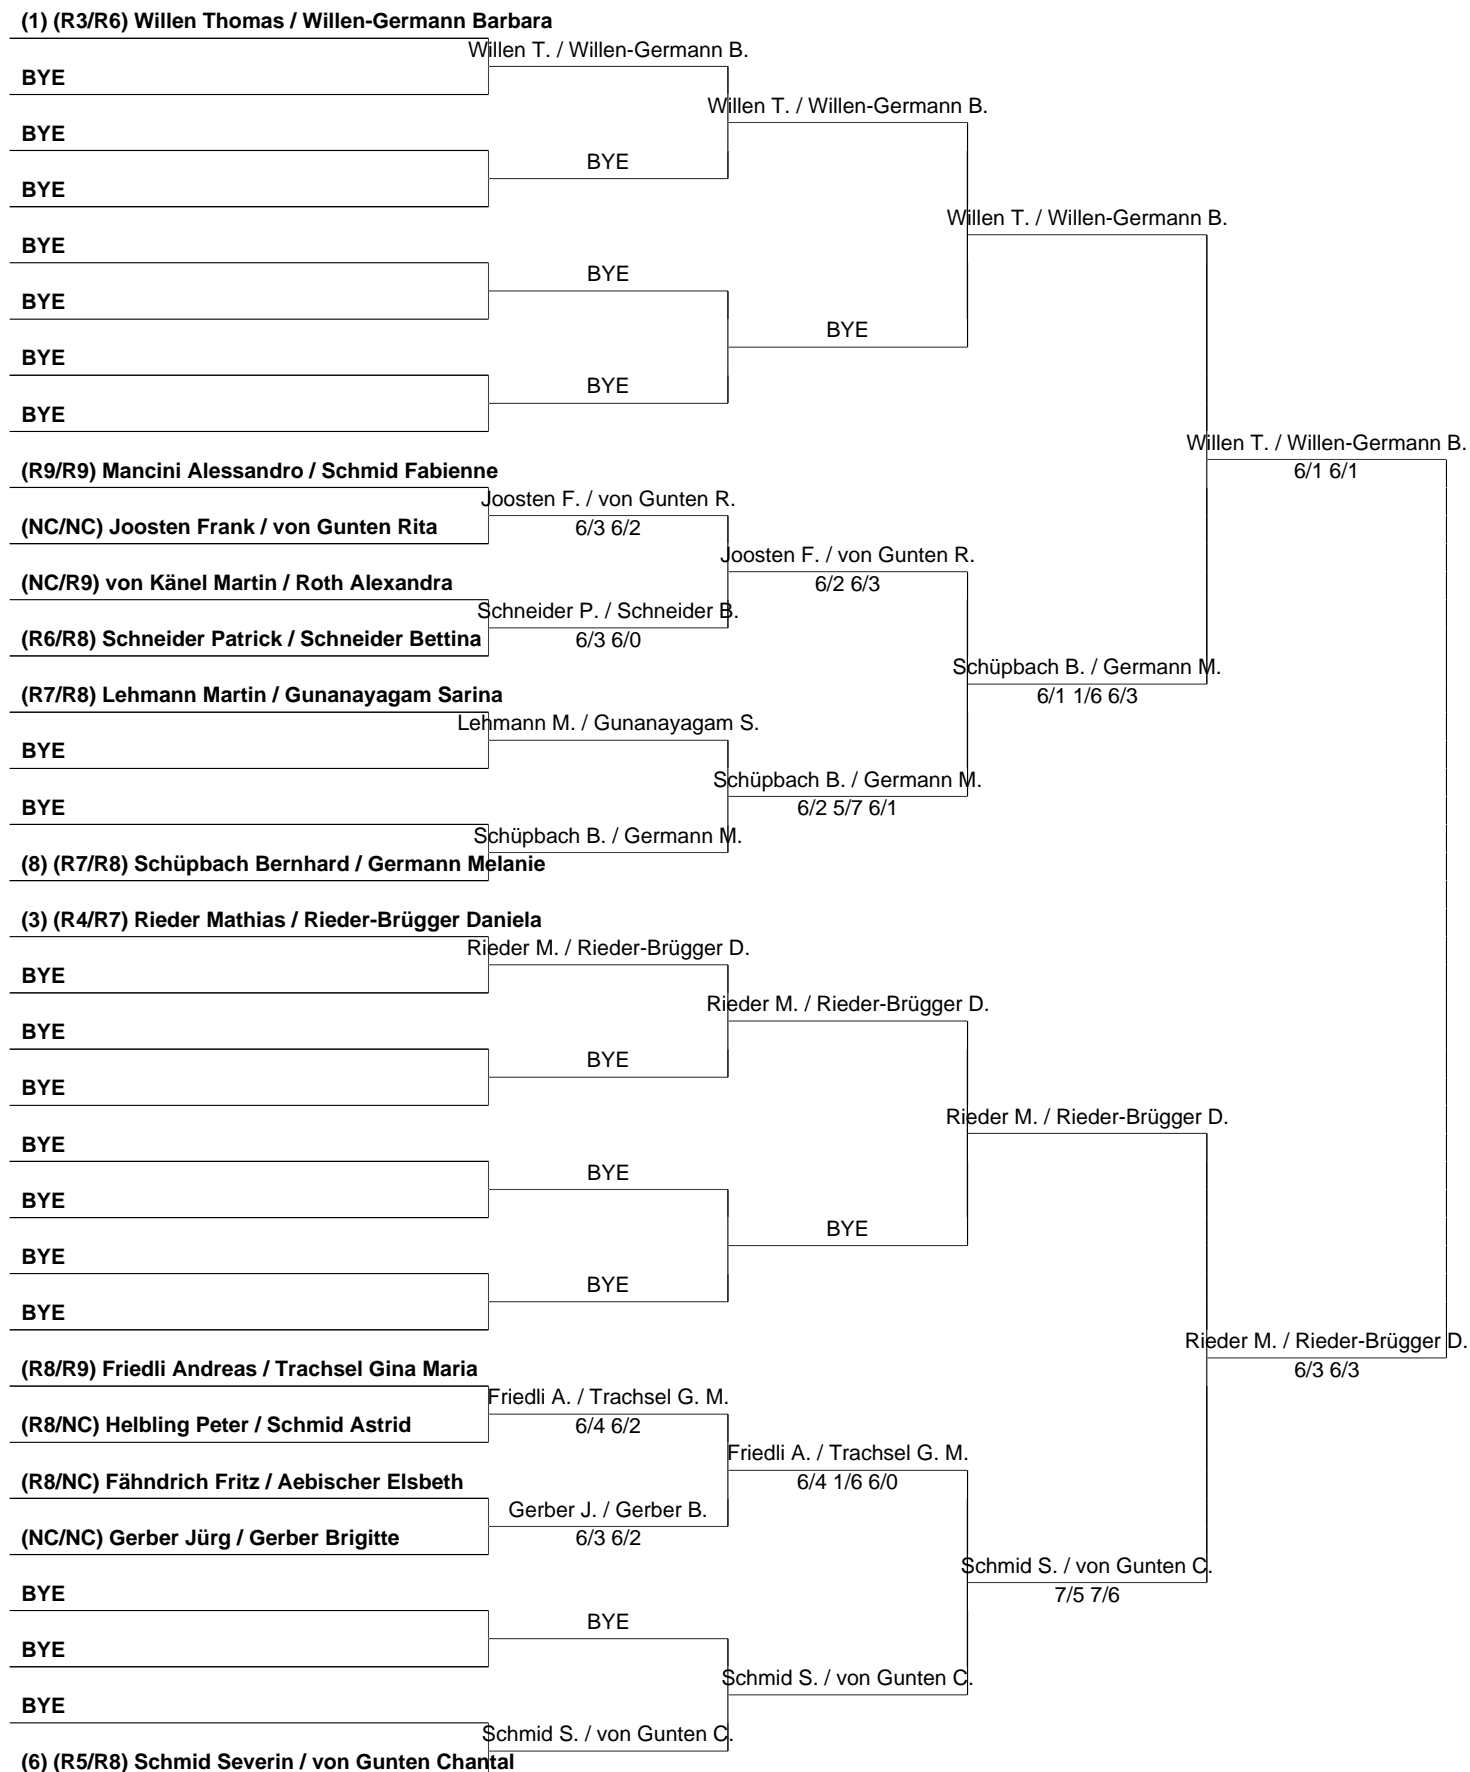 (1) (R3/R6) Willen Thomas / Willen-Germann Barbara
Willen T. / Willen-Germann B.
BYE
Willen T. / Willen-Germann B.
BYE
BYE
BYE
Willen T. / Willen-Germann B.
BYE
BYE
BYE
BYE
BYE
BYE
BYE
Willen T. / Willen-Germann B.
6/1 6/1
(R9/R9) Mancini Alessandro / Schmid Fabienne
Joosten F. / von Gunten R.
(NC/NC) Joosten Frank / von Gunten Rita
6/3 6/2
Joosten F. / von Gunten R.
(NC/R9) von Känel Martin / Roth Alexandra
6/2 6/3
Schneider P. / Schneider B.
(R6/R8) Schneider Patrick / Schneider Bettina
6/3 6/0
Schüpbach B. / Germann M.
(R7/R8) Lehmann Martin / Gunanayagam Sarina
6/1 1/6 6/3
Lehmann M. / Gunanayagam S.
BYE
Schüpbach B. / Germann M.
BYE
6/2 5/7 6/1
Schüpbach B. / Germann M.
(8) (R7/R8) Schüpbach Bernhard / Germann Melanie
(3) (R4/R7) Rieder Mathias / Rieder-Brügger Daniela
Rieder M. / Rieder-Brügger D.
BYE
Rieder M. / Rieder-Brügger D.
BYE
BYE
BYE
Rieder M. / Rieder-Brügger D.
BYE
BYE
BYE
BYE
BYE
BYE
BYE
Rieder M. / Rieder-Brügger D.
6/3 6/3
(R8/R9) Friedli Andreas / Trachsel Gina Maria
Friedli A. / Trachsel G. M.
(R8/NC) Helbling Peter / Schmid Astrid
6/4 6/2
Friedli A. / Trachsel G. M.
(R8/NC) Fähndrich Fritz / Aebischer Elsbeth
6/4 1/6 6/0
Gerber J. / Gerber B.
(NC/NC) Gerber Jürg / Gerber Brigitte
6/3 6/2
Schmid S. / von Gunten C.
BYE
7/5 7/6
BYE
BYE
Schmid S. / von Gunten C.
BYE
Schmid S. / von Gunten C.
(6) (R5/R8) Schmid Severin / von Gunten Chantal